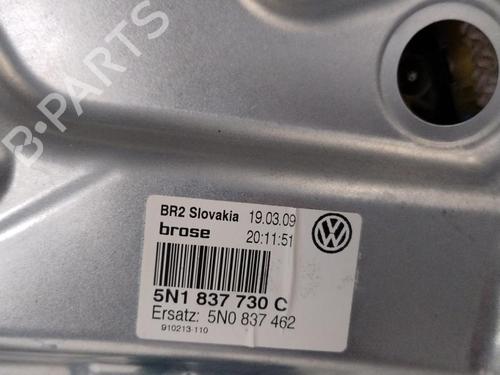 B-PARTS
BR2 Slovakia 19.03.09
brose 20:11:51
5N1 837 730 C
Ersatz: 5N0 837 462
910213-110